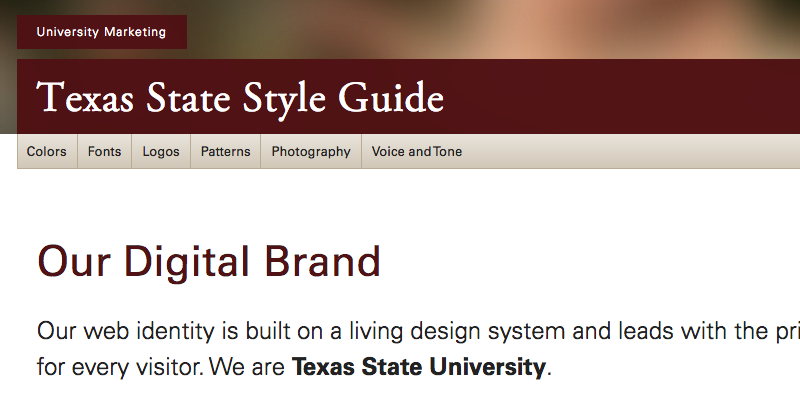 University Marketing
Texas State Style Guide
Colors Fonts Logos Patterns Photography Voice and Tone
Our Digital Brand
Our web identity is built on a living design system and leads with the
for every visitor. We are Texas State University.